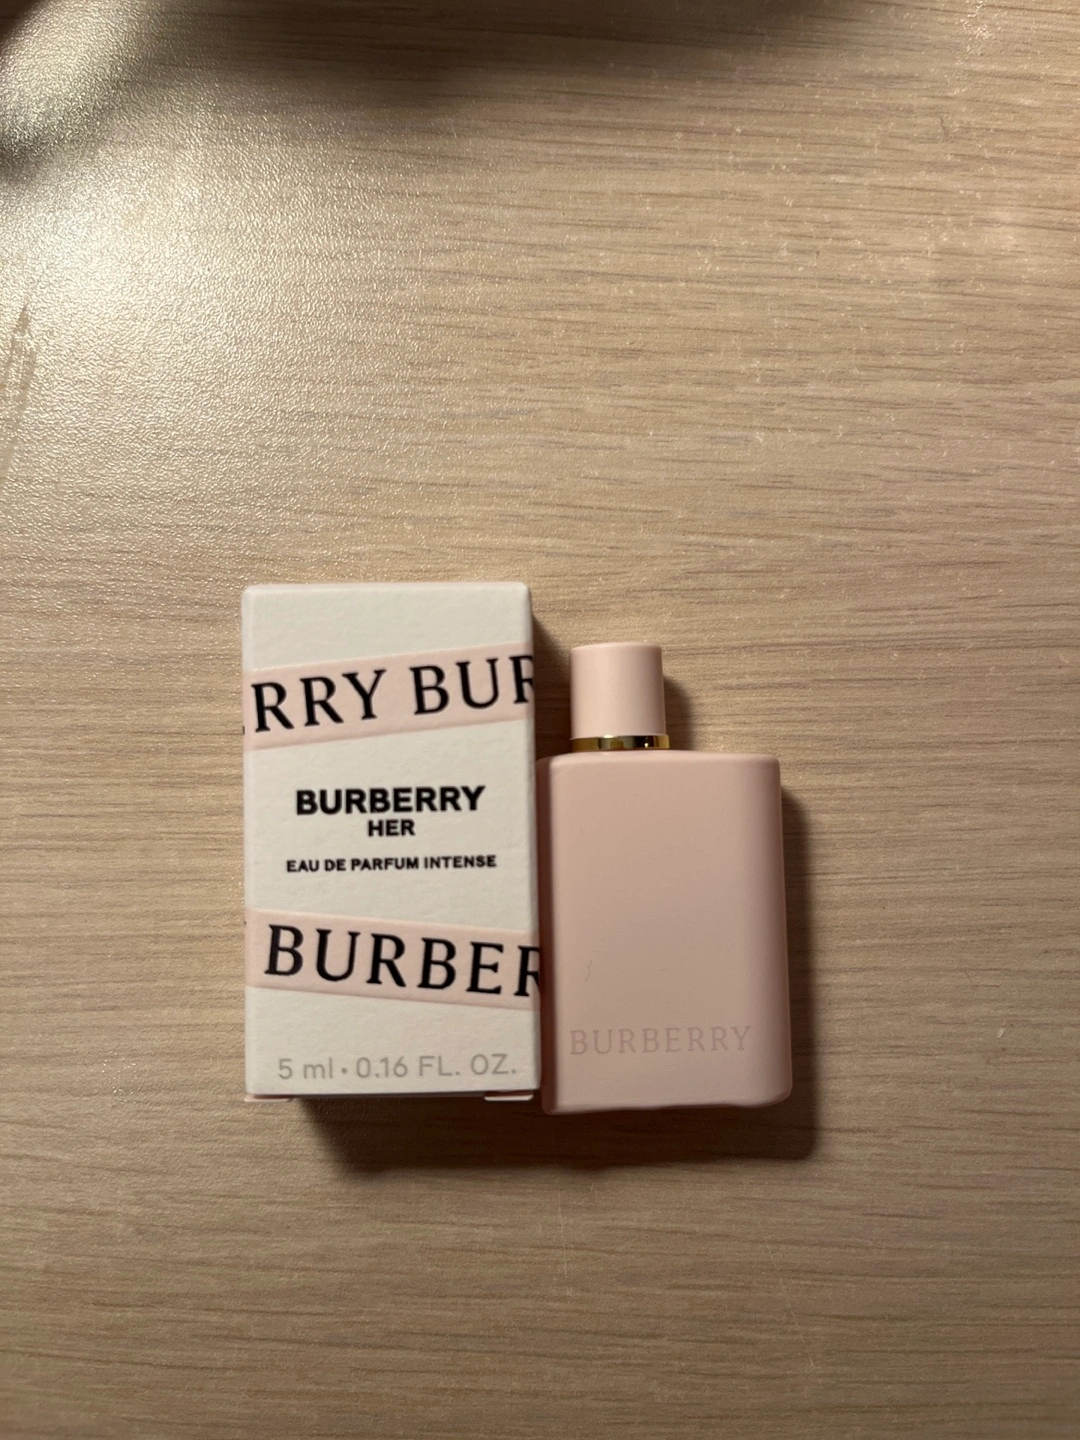 RRY BUR
BURBERRY
HER
EAU DE PARFUM INTENSE
BURBER
5 ml • 0.16 FL. OZ.
BURBERRY